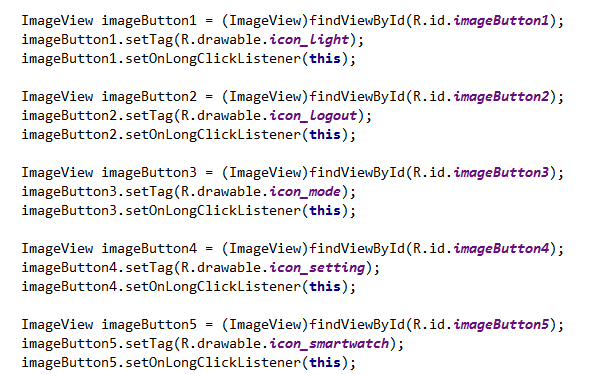 ImageView imageButton1 = (ImageView)findViewById(R.id.imageButton1);
imageButton1.setTag(R.drawable.icon_light);
imageButton1.setOnLongClickListener(this);
ImageView imageButton2 = (ImageView)findViewById(R.id.imageButton2);
imageButton2.setTag(R.drawable.icon_logout);
imageButton2.setOnLongClickListener(this);
ImageView imageButton3 = (ImageView)findViewById(R.id.imageButton3);
imageButton3.setTag(R.drawable.icon_mode);
imageButton3.setOnLongClickListener(this);
ImageView imageButton4 = (ImageView)findViewById(R.id.imageButton4);
imageButton4.setTag(R.drawable.icon_setting);
imageButton4.setOnLongClickListener(this);
ImageView imageButton5 = (ImageView)findViewById(R.id.imageButton5);
imageButton5.setTag(R.drawable.icon_smartwatch);
imageButton5.setOnLongClickListener(this);